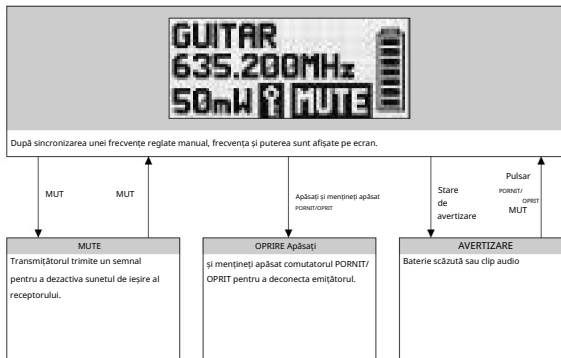 GUITAR
635.200MHz
50mW MUTE
După sincronizarea unei frecvențe reglate manual, frecvența și puterea sunt afișate pe ecran.
MUT
MUT
Apăsați și mențineți apăsat
PORNIT/OPRIT
Stare
de
avertizare
Pulsar
PORNIT/
OPRIT
MUT
MUTE
Transmițătorul trimite un semnal
pentru a dezactiva sunetul de ieșire al
receptorului.
OPRIRE Apăsați
și mențineți apăsat comutatorul PORNIT/
OPRIT pentru a deconecta emițătorul.
AVERTIZARE
Baterie scăzută sau clip audio